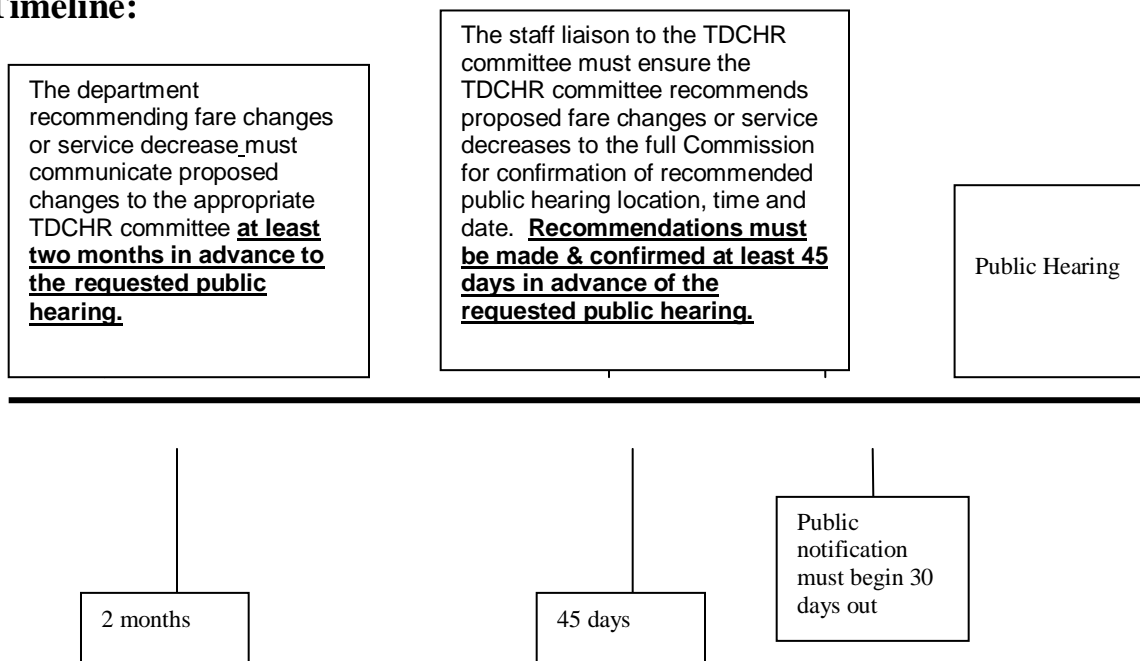 Timeline:
The department
recommending fare changes
or service decrease must
communicate proposed
changes to the appropriate
TDCHR committee at least
two months in advance to
the requested public
hearing.
The staff liaison to the TDCHR
committee must ensure the
TDCHR committee recommends
proposed fare changes or service
decreases to the full Commission
for confirmation of recommended
public hearing location, time and
date. Recommendations must
be made & confirmed at least 45
days in advance of the
requested public hearing.
Public Hearing
2 months
45 days
Public
notification
must begin 30
days out